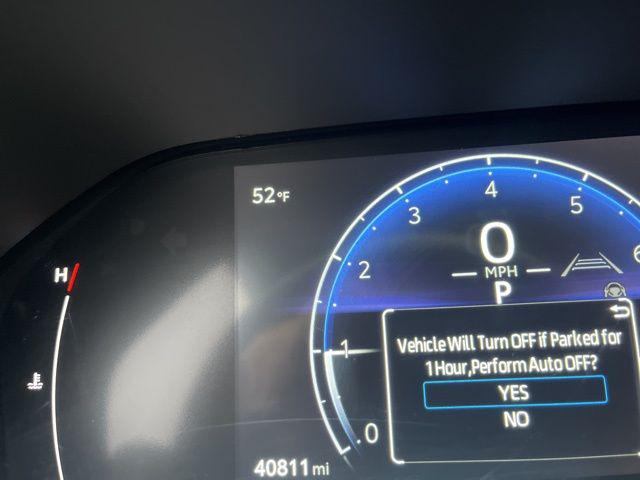 52°F
4
3
5
2
6
0
MPH
P
H
Vehicle Will Turn OFF if Parked for
1 Hour,Perform Auto OFF?
1
YES
NO
0
40811 mi